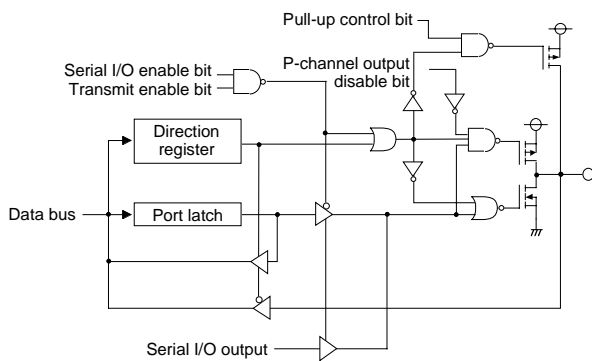 Pull-up control bit
Serial I/O enable bit
Transmit enable bit
P-channel output
disable bit
Direction
register
Data bus
Port latch
Serial I/O output